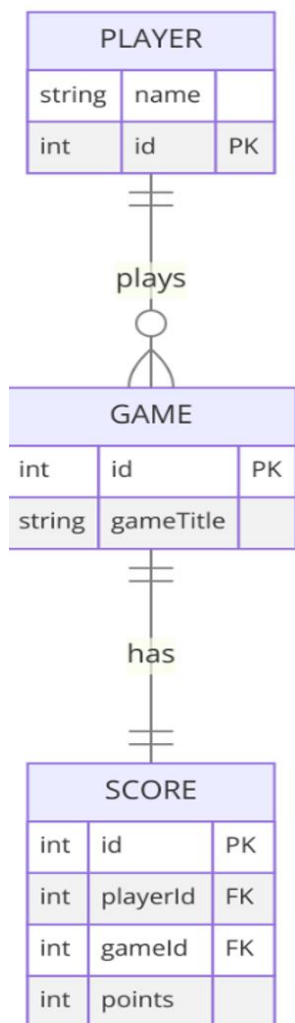 PLAYER
string name
int id PK
plays
GAME
int id PK
string gameTitle
has
SCORE
int id PK
int playerId FK
int gameId FK
int points